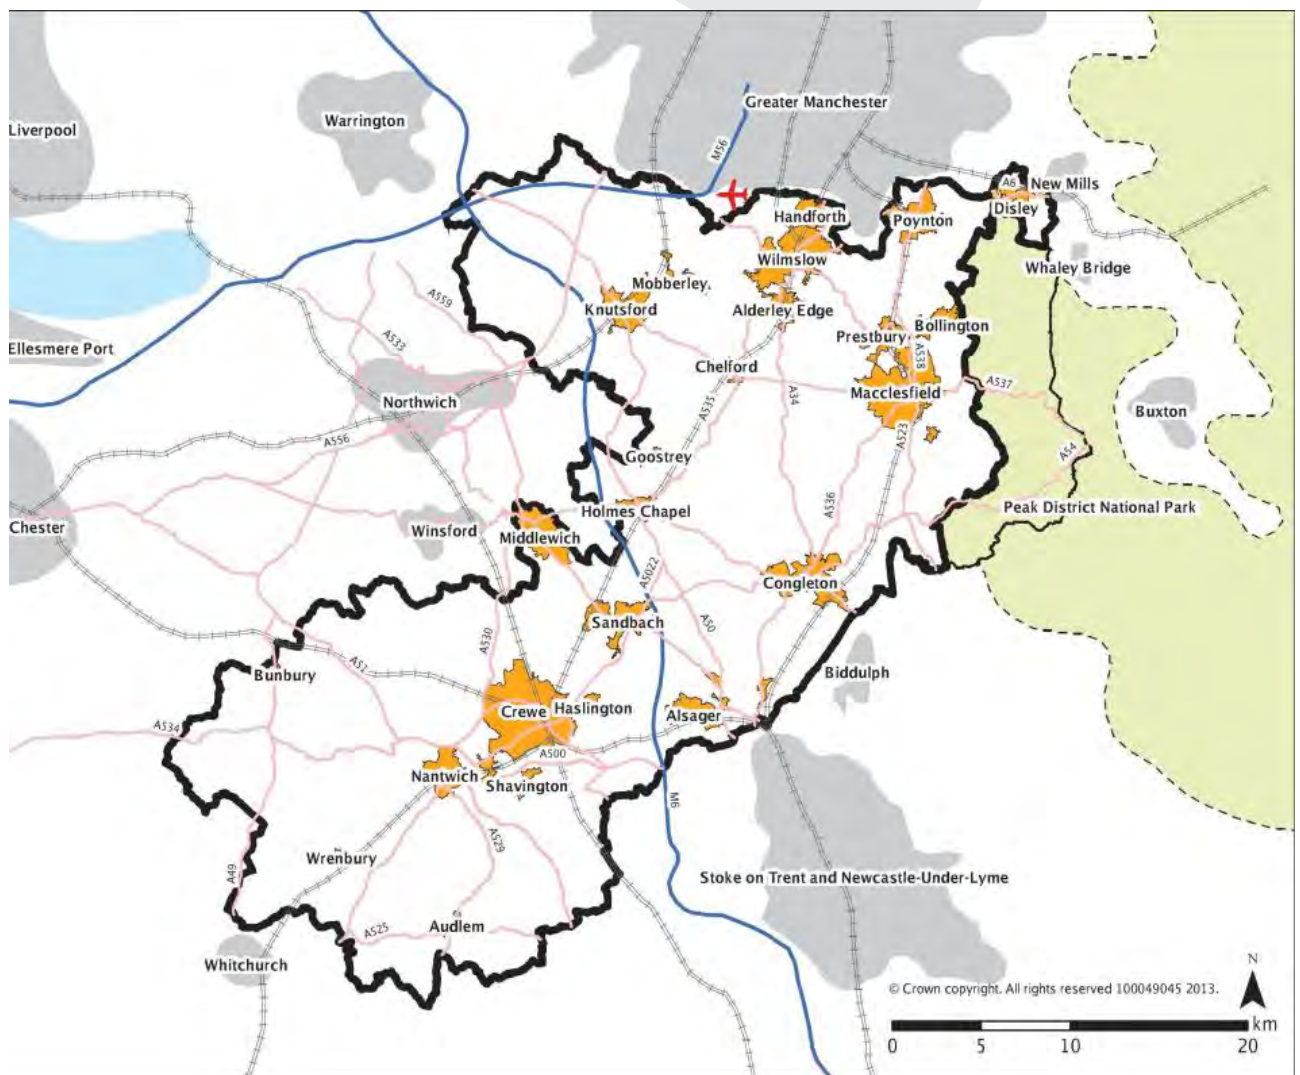 Greater Manchester
Warrington
Liverpool
M56
A6
New Mills
Disley
Handforth
Poynton
Wilmslow
Whaley Bridge
Mobberley
A559
Knutsford
Alderley Edge
Bollington
A533
Prestbury
Ellesmere Port
A538
Chelford
A537
Macclesfield
A34
Northwich
A535
Buxton
A523
A556
Goostrey
A54
A536
Holmes Chapel
Peak District National Park
Chester
Winsford
Middlewich
A5022
Congleton
Sandbach
A50
A530
A51
Bunbury
Biddulph
Crewe
Haslington
Alsager
A534
A500
Nantwich
Shavington
M6
A529
Wrenbury
A49
Stoke on Trent and Newcastle-Under-Lyme
Audlem
A525
Whitchurch
N
© Crown copyright. All rights reserved 100049045 2013.
km
0 5 10 20